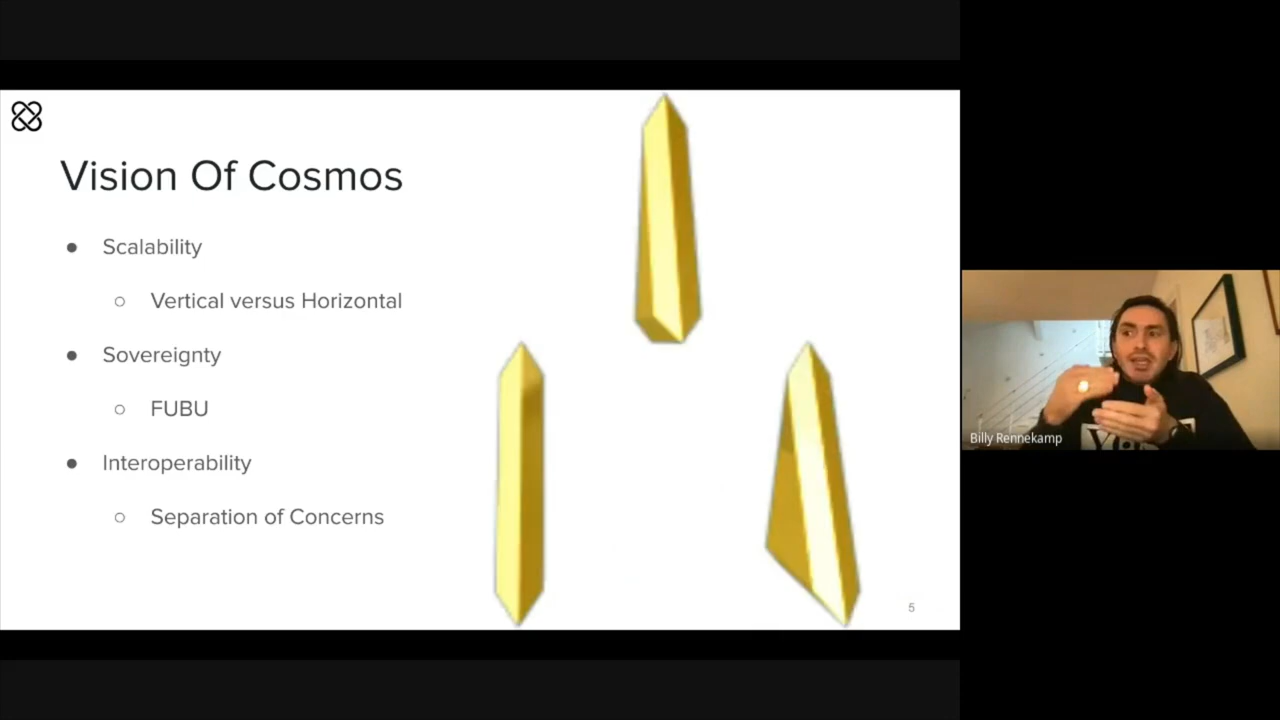 Vision Of Cosmos
Scalability
Vertical versus Horizontal
Sovereignty
FUBU
Interoperability
Separation of Concerns
5
Billy Rennekamp